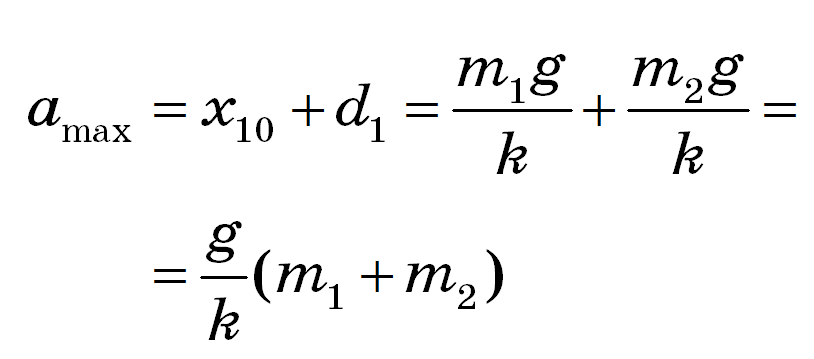 a_max = x_10 + d_1 = m_1g/k + m_2g/k =
= g/k (m_1 + m_2)